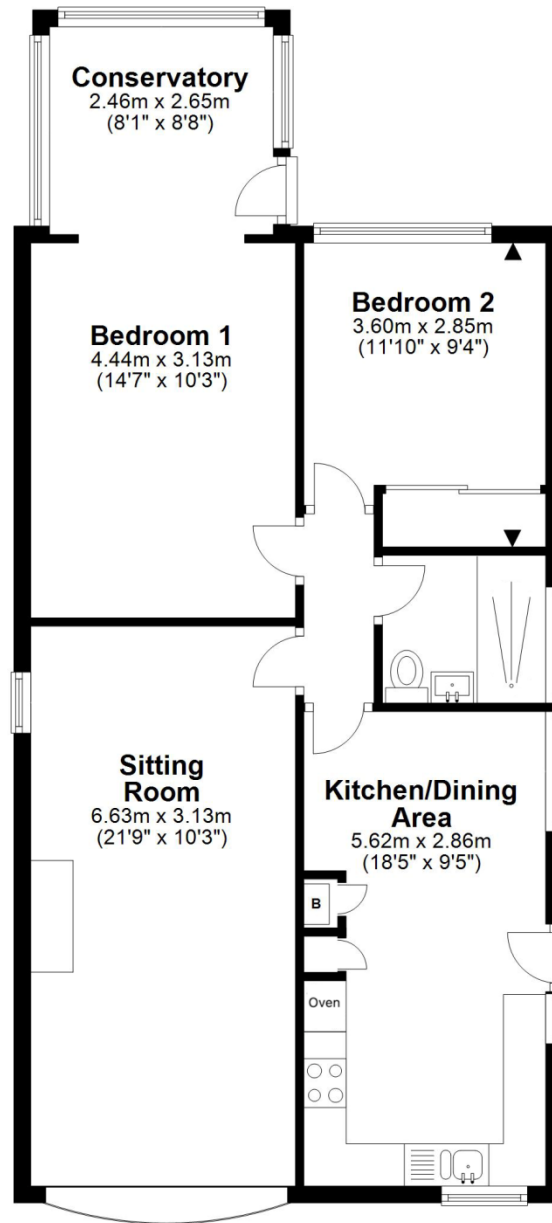 Conservatory
2.46m x 2.65m
(8'1" x 8'8")
Bedroom 1
4.44m x 3.13m
(14'7" x 10'3")
Bedroom 2
3.60m x 2.85m
(11'10" x 9'4")
Sitting
Room
6.63m x 3.13m
(21'9" x 10'3")
Kitchen/Dining
Area
5.62m x 2.86m
(18'5" x 9'5")
B
Oven